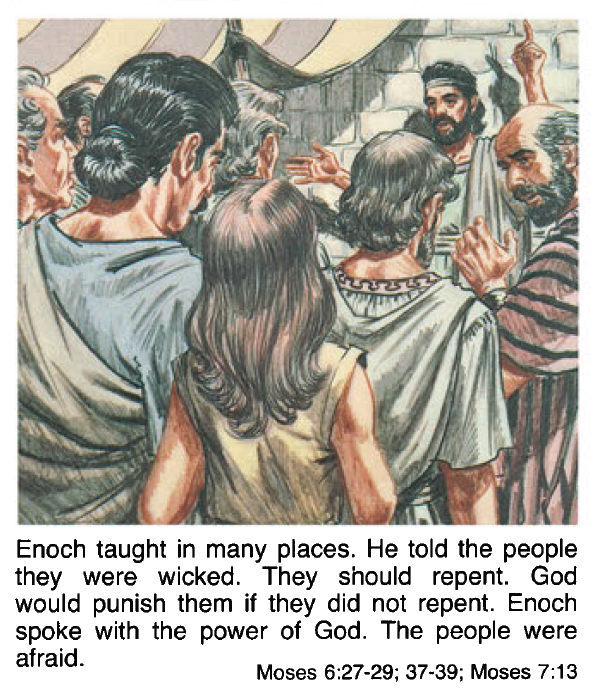 Enoch taught in many places. He told the people
they were wicked. They should repent. God
would punish them if they did not repent. Enoch
spoke with the power of God. The people were
afraid.
Moses 6:27-29; 37-39; Moses 7:13